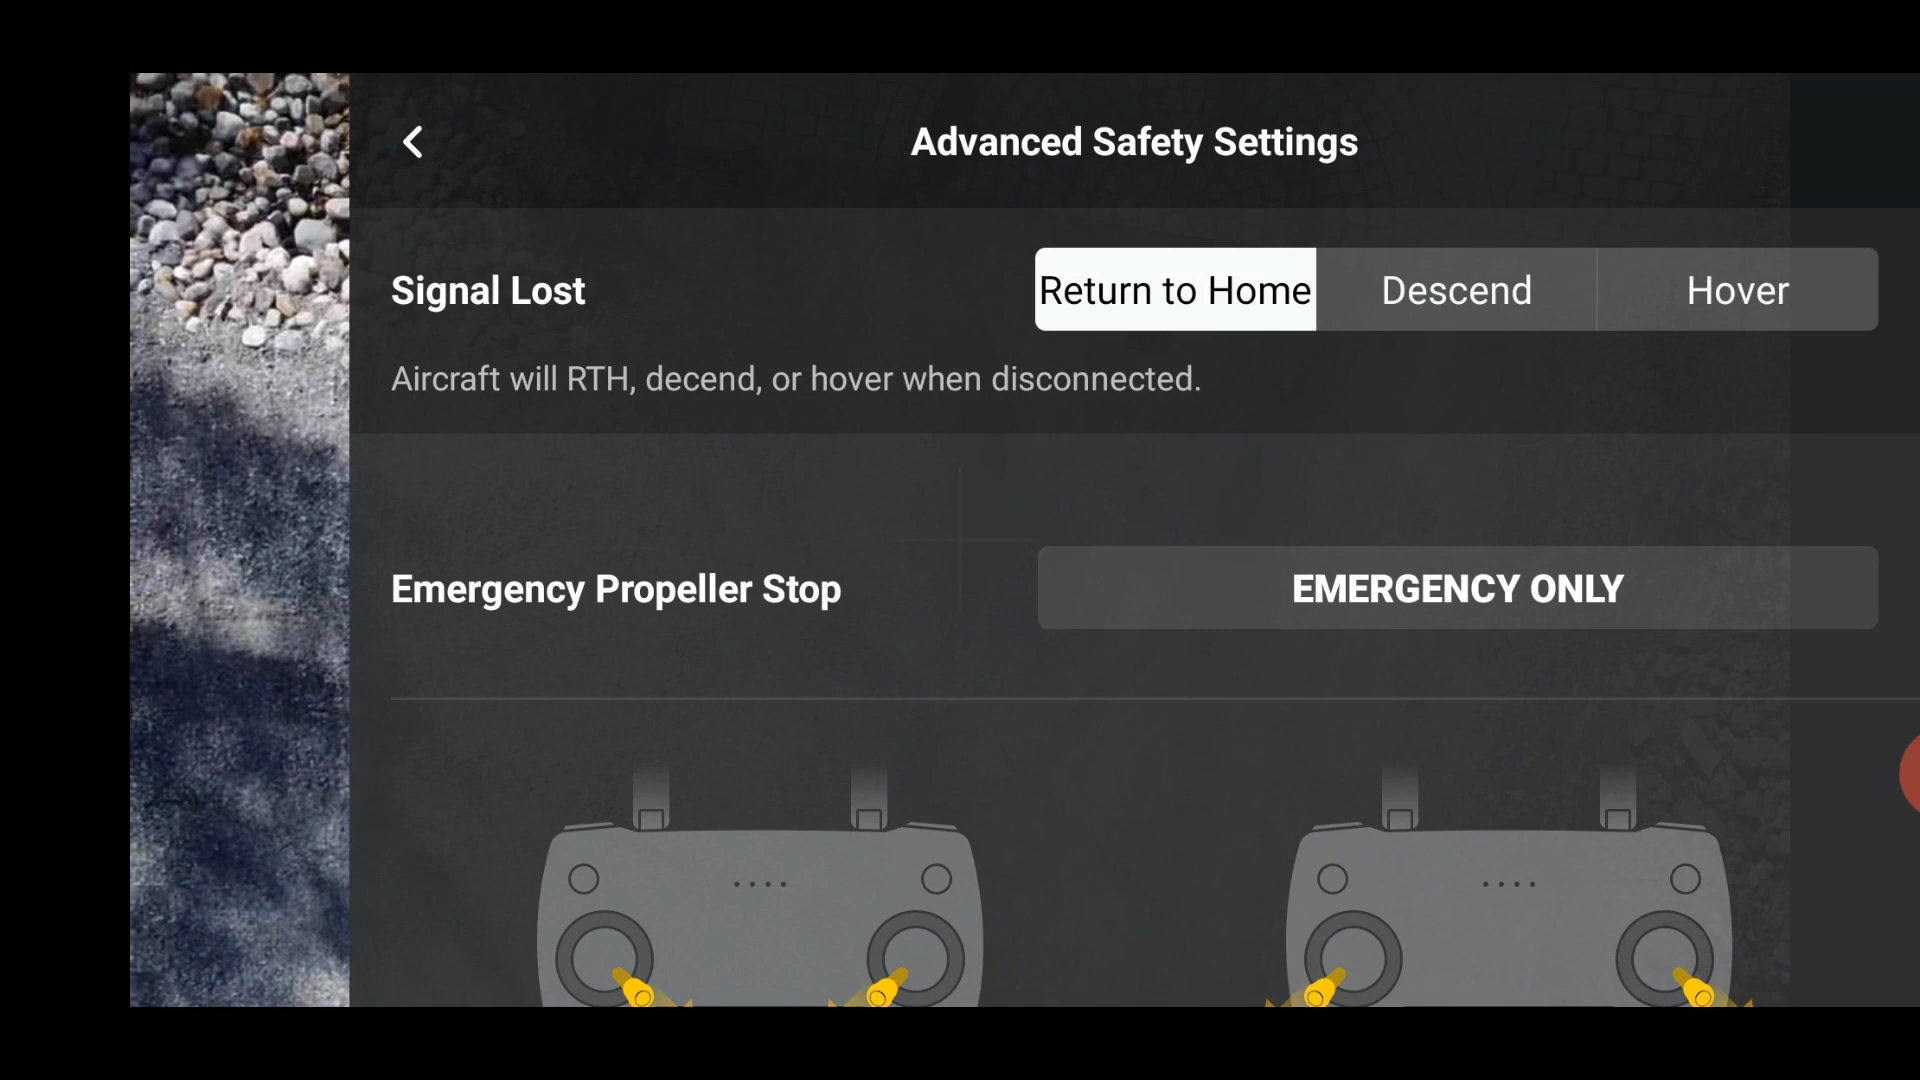 Advanced Safety Settings
Signal Lost
Return to Home
Descend
Hover
Aircraft will RTH, decend, or hover when disconnected.
Emergency Propeller Stop
EMERGENCY ONLY